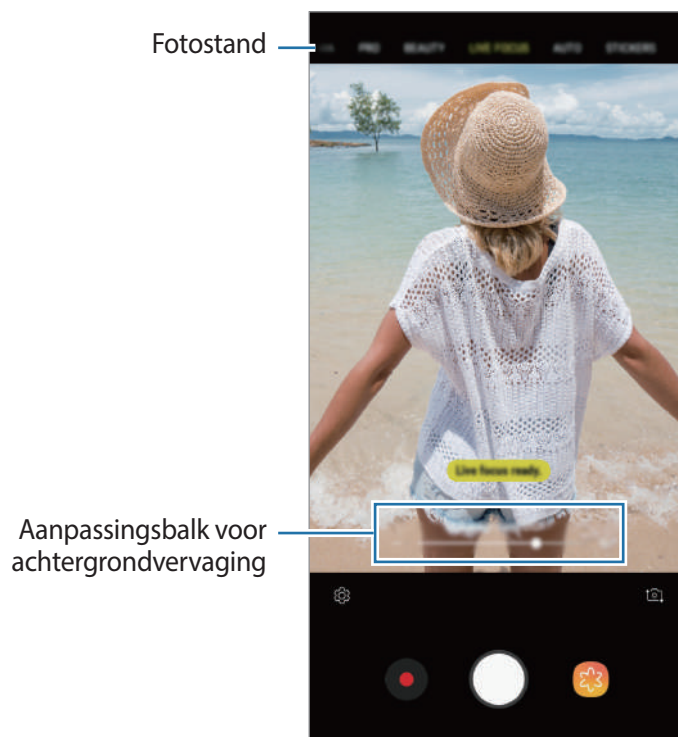 Fotostand
PRO BEAUTY LIVE FOCUS AUTO STICKERS
Live focus ready.
Aanpassingsbalk voor
achtergrondvervaging